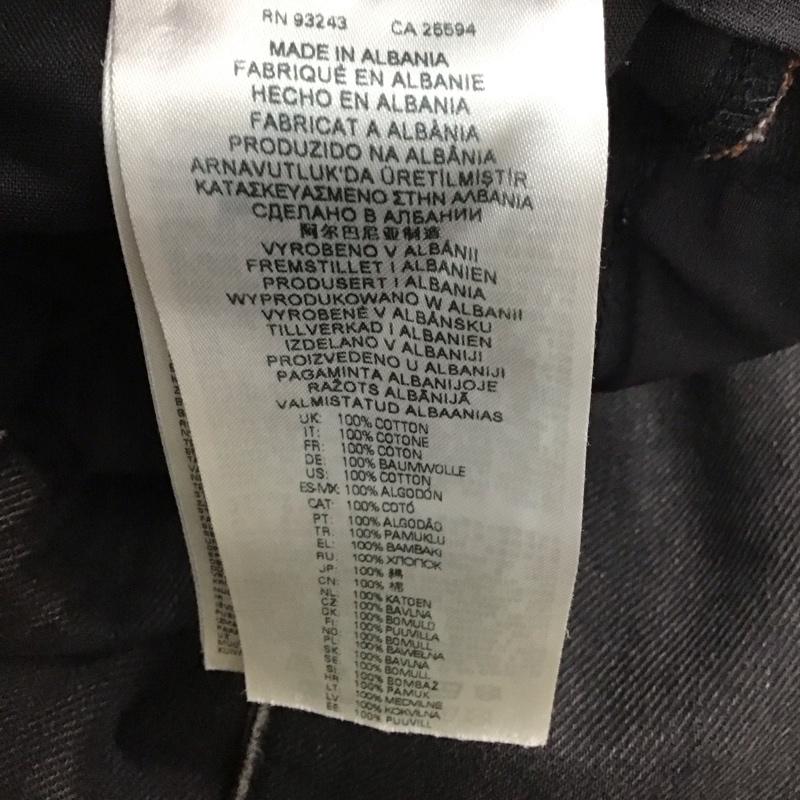 RN 93243 CA 26594
MADE IN ALBANIA
FABRIQUÉ EN ALBANIE
HECHO EN ALBANIA
FABRICAT A ALBÂNIA
PRODUZIDO NA ALBÂNIA
ARNAVUTLUK'DA ÜRETİLMİŞTİR
ΚΑΤΑΣΚΕΥΑΣΜΕΝΟ ΣΤΗΝ ΑΛΒΑΝΙΑ
СДЕЛАНО В АЛБАНИИ
阿尔巴尼亚制造
VYROBENO V ALBÁNII
FREMSTILLET I ALBANIEN
PRODUSERT I ALBANIA
WYPRODUKOWANO W ALBANII
VYROBENÉ V ALBÁNSKU
TILLVERKAD I ALBANIEN
IZDELANO V ALBANIJI
PROIZVEDENO U ALBANIJI
PAGAMINTA ALBANIJOJE
RAŽOTS ALBĀNIJĀ
VALMISTATUD ALBAANIAS
UK: 100% COTTON
IT: 100% COTONE
FR: 100% COTON
DE: 100% BAUMWOLLE
US: 100% COTTON
ES-MX: 100% ALGODÓN
CAT: 100% COTÓ
PT: 100% ALGODÃO
TR: 100% PAMUKLU
EL: 100% ΒΑΜΒΑΚΙ
RU: 100% ХЛОПОК
JP: 100% 綿
CN: 100% 棉
NL: 100% KATOEN
CZ: 100% BAVLNA
DK: 100% BOMULD
FI: 100% PUUVILLA
NO: 100% BOMULL
PL: 100% BAWEŁNA
SK: 100% BAVLNA
SE: 100% BOMULL
SI: 100% BOMBAŽ
HR: 100% PAMUK
LT: 100% MEDVILNE
LV: 100% KOKVILNA
EE: 100% PUUVILL